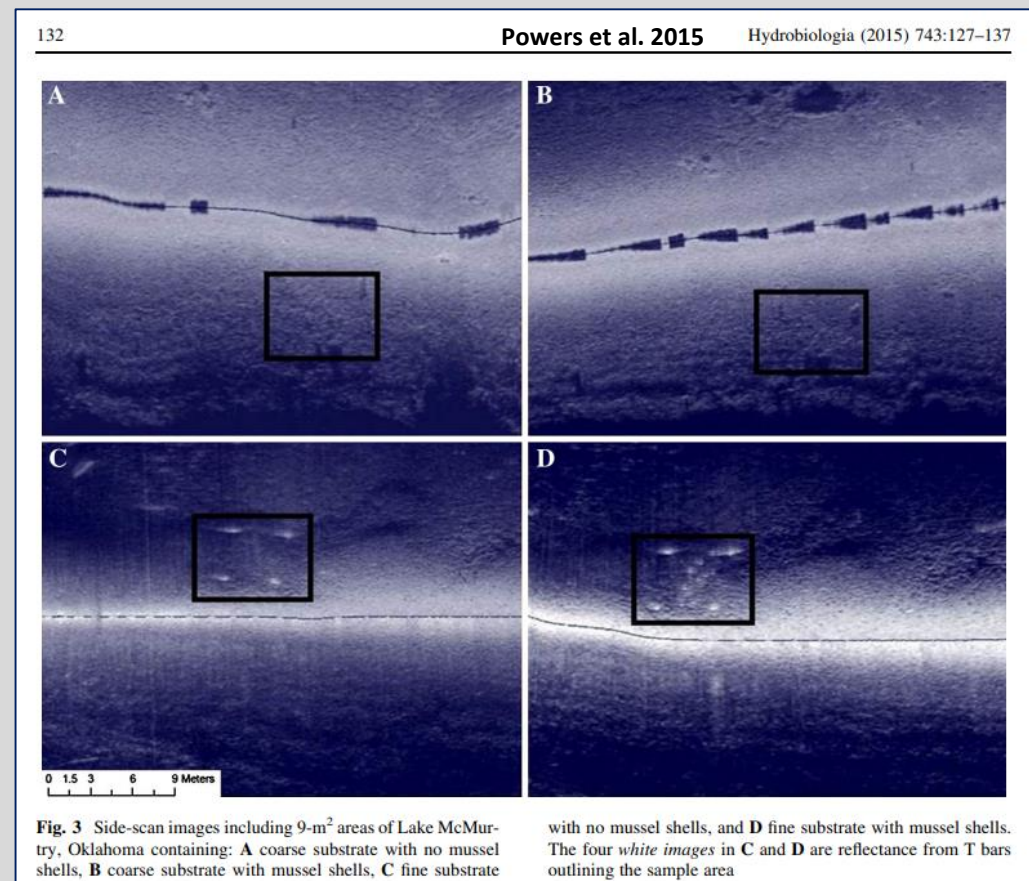 132
Powers et al. 2015
Hydrobiologia (2015) 743:127–137
A
B
C
D
0 1.5 3 6 9 Meters
Fig. 3 Side-scan images including 9-m² areas of Lake McMur-
try, Oklahoma containing: A coarse substrate with no mussel
shells, B coarse substrate with mussel shells, C fine substrate
with no mussel shells, and D fine substrate with mussel shells.
The four white images in C and D are reflectance from T bars
outlining the sample area